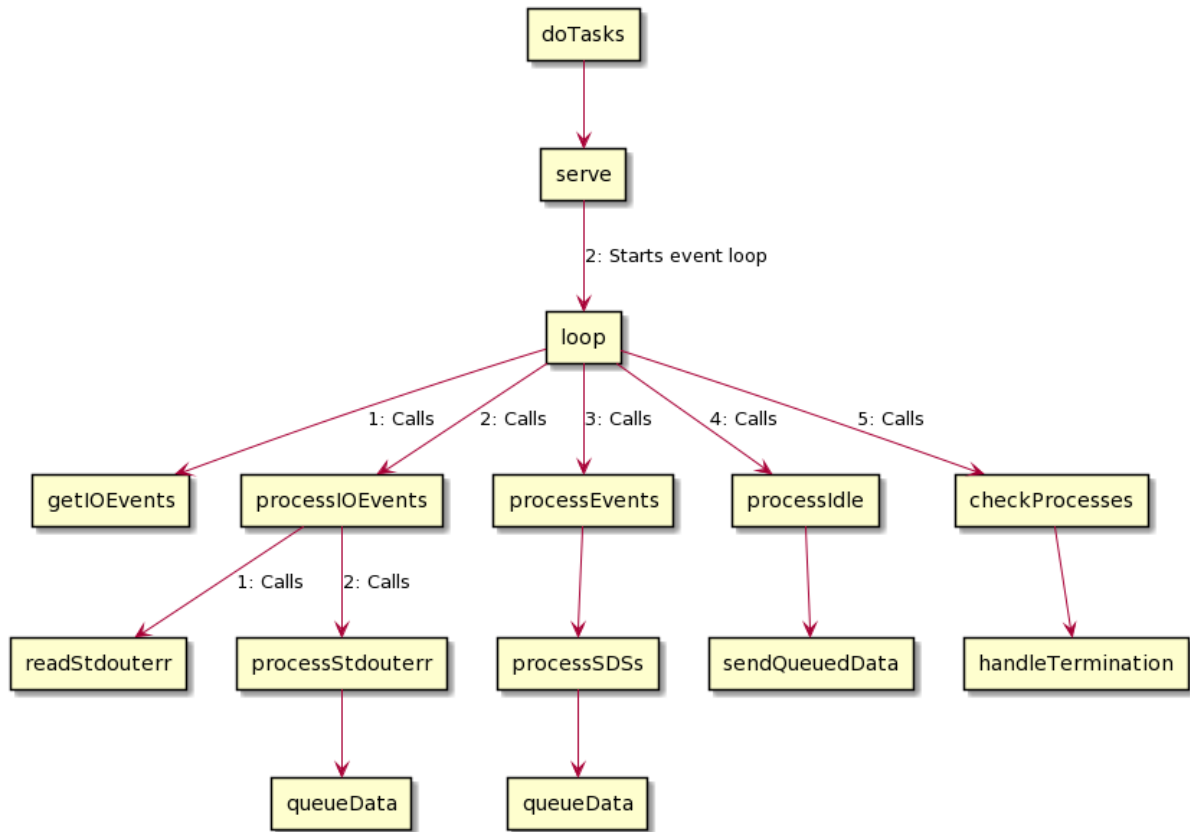 doTasks
serve
2: Starts event loop
loop
1: Calls
2: Calls
3: Calls
4: Calls
5: Calls
getIOEvents
processIOEvents
processEvents
processIdle
checkProcesses
1: Calls
2: Calls
readStdouterr
processStdouterr
processSDSs
sendQueuedData
handleTermination
queueData
queueData